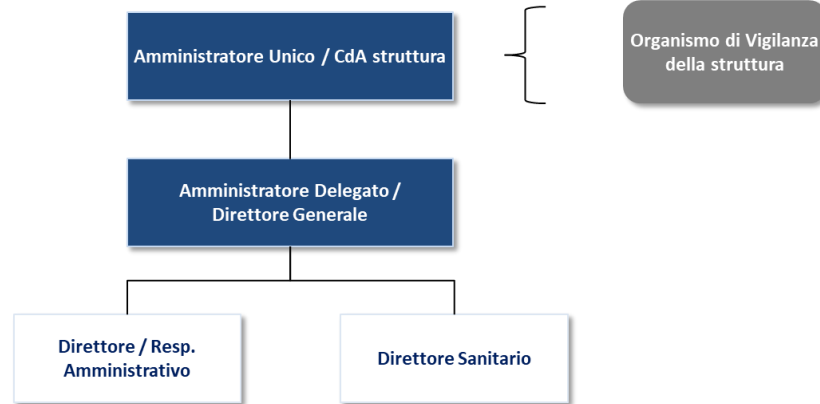 Amministratore Unico / CdA struttura
Organismo di Vigilanza
della struttura
Amministratore Delegato /
Direttore Generale
Direttore / Resp.
Amministrativo
Direttore Sanitario